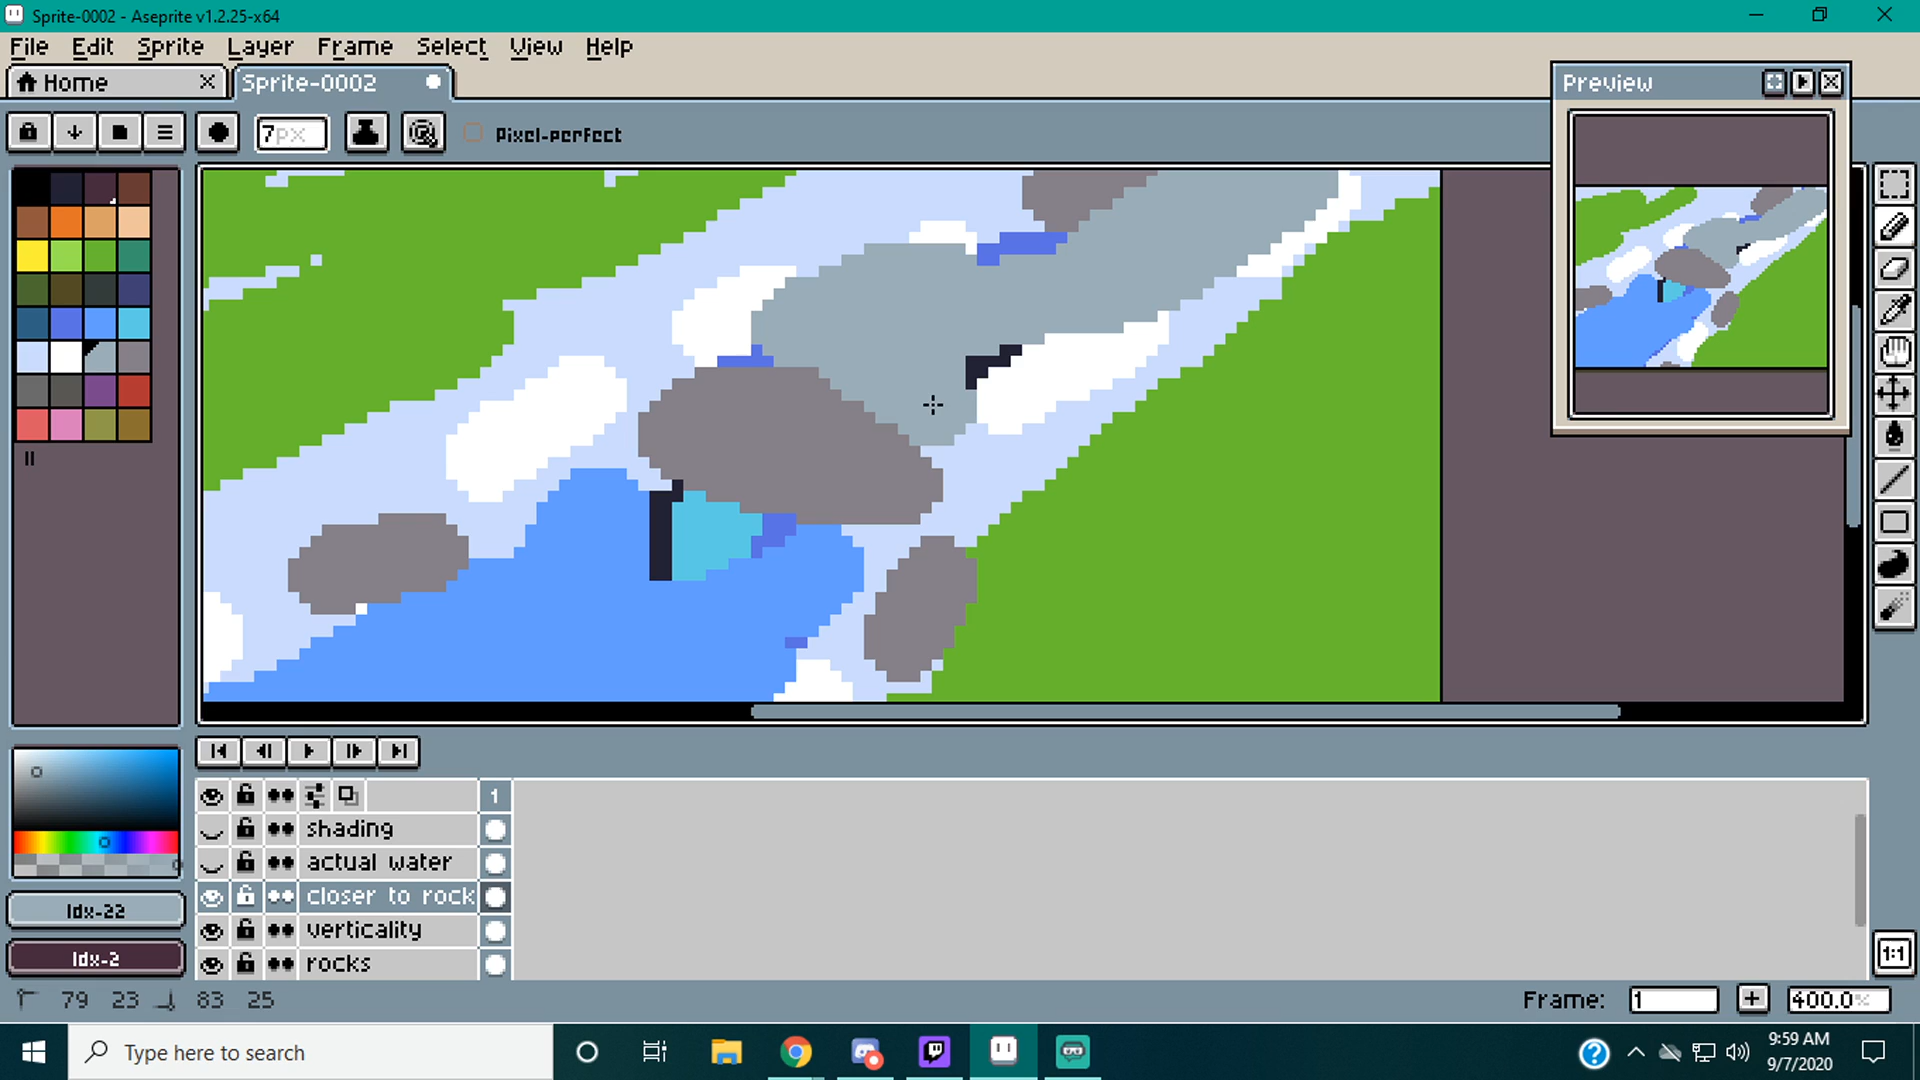 Sprite-0002 - Aseprite v1.2.25-x64
File Edit Sprite Layer Frame Select View Help
Home
Sprite-0002
Preview
7px
Pixel-perfect
1
shading
actual water
closer to rock
verticality
rocks
Idx-22
Idx-2
1:1
79 23 83 25
Frame: 1
400.0%
Type here to search
9:59 AM
9/7/2020